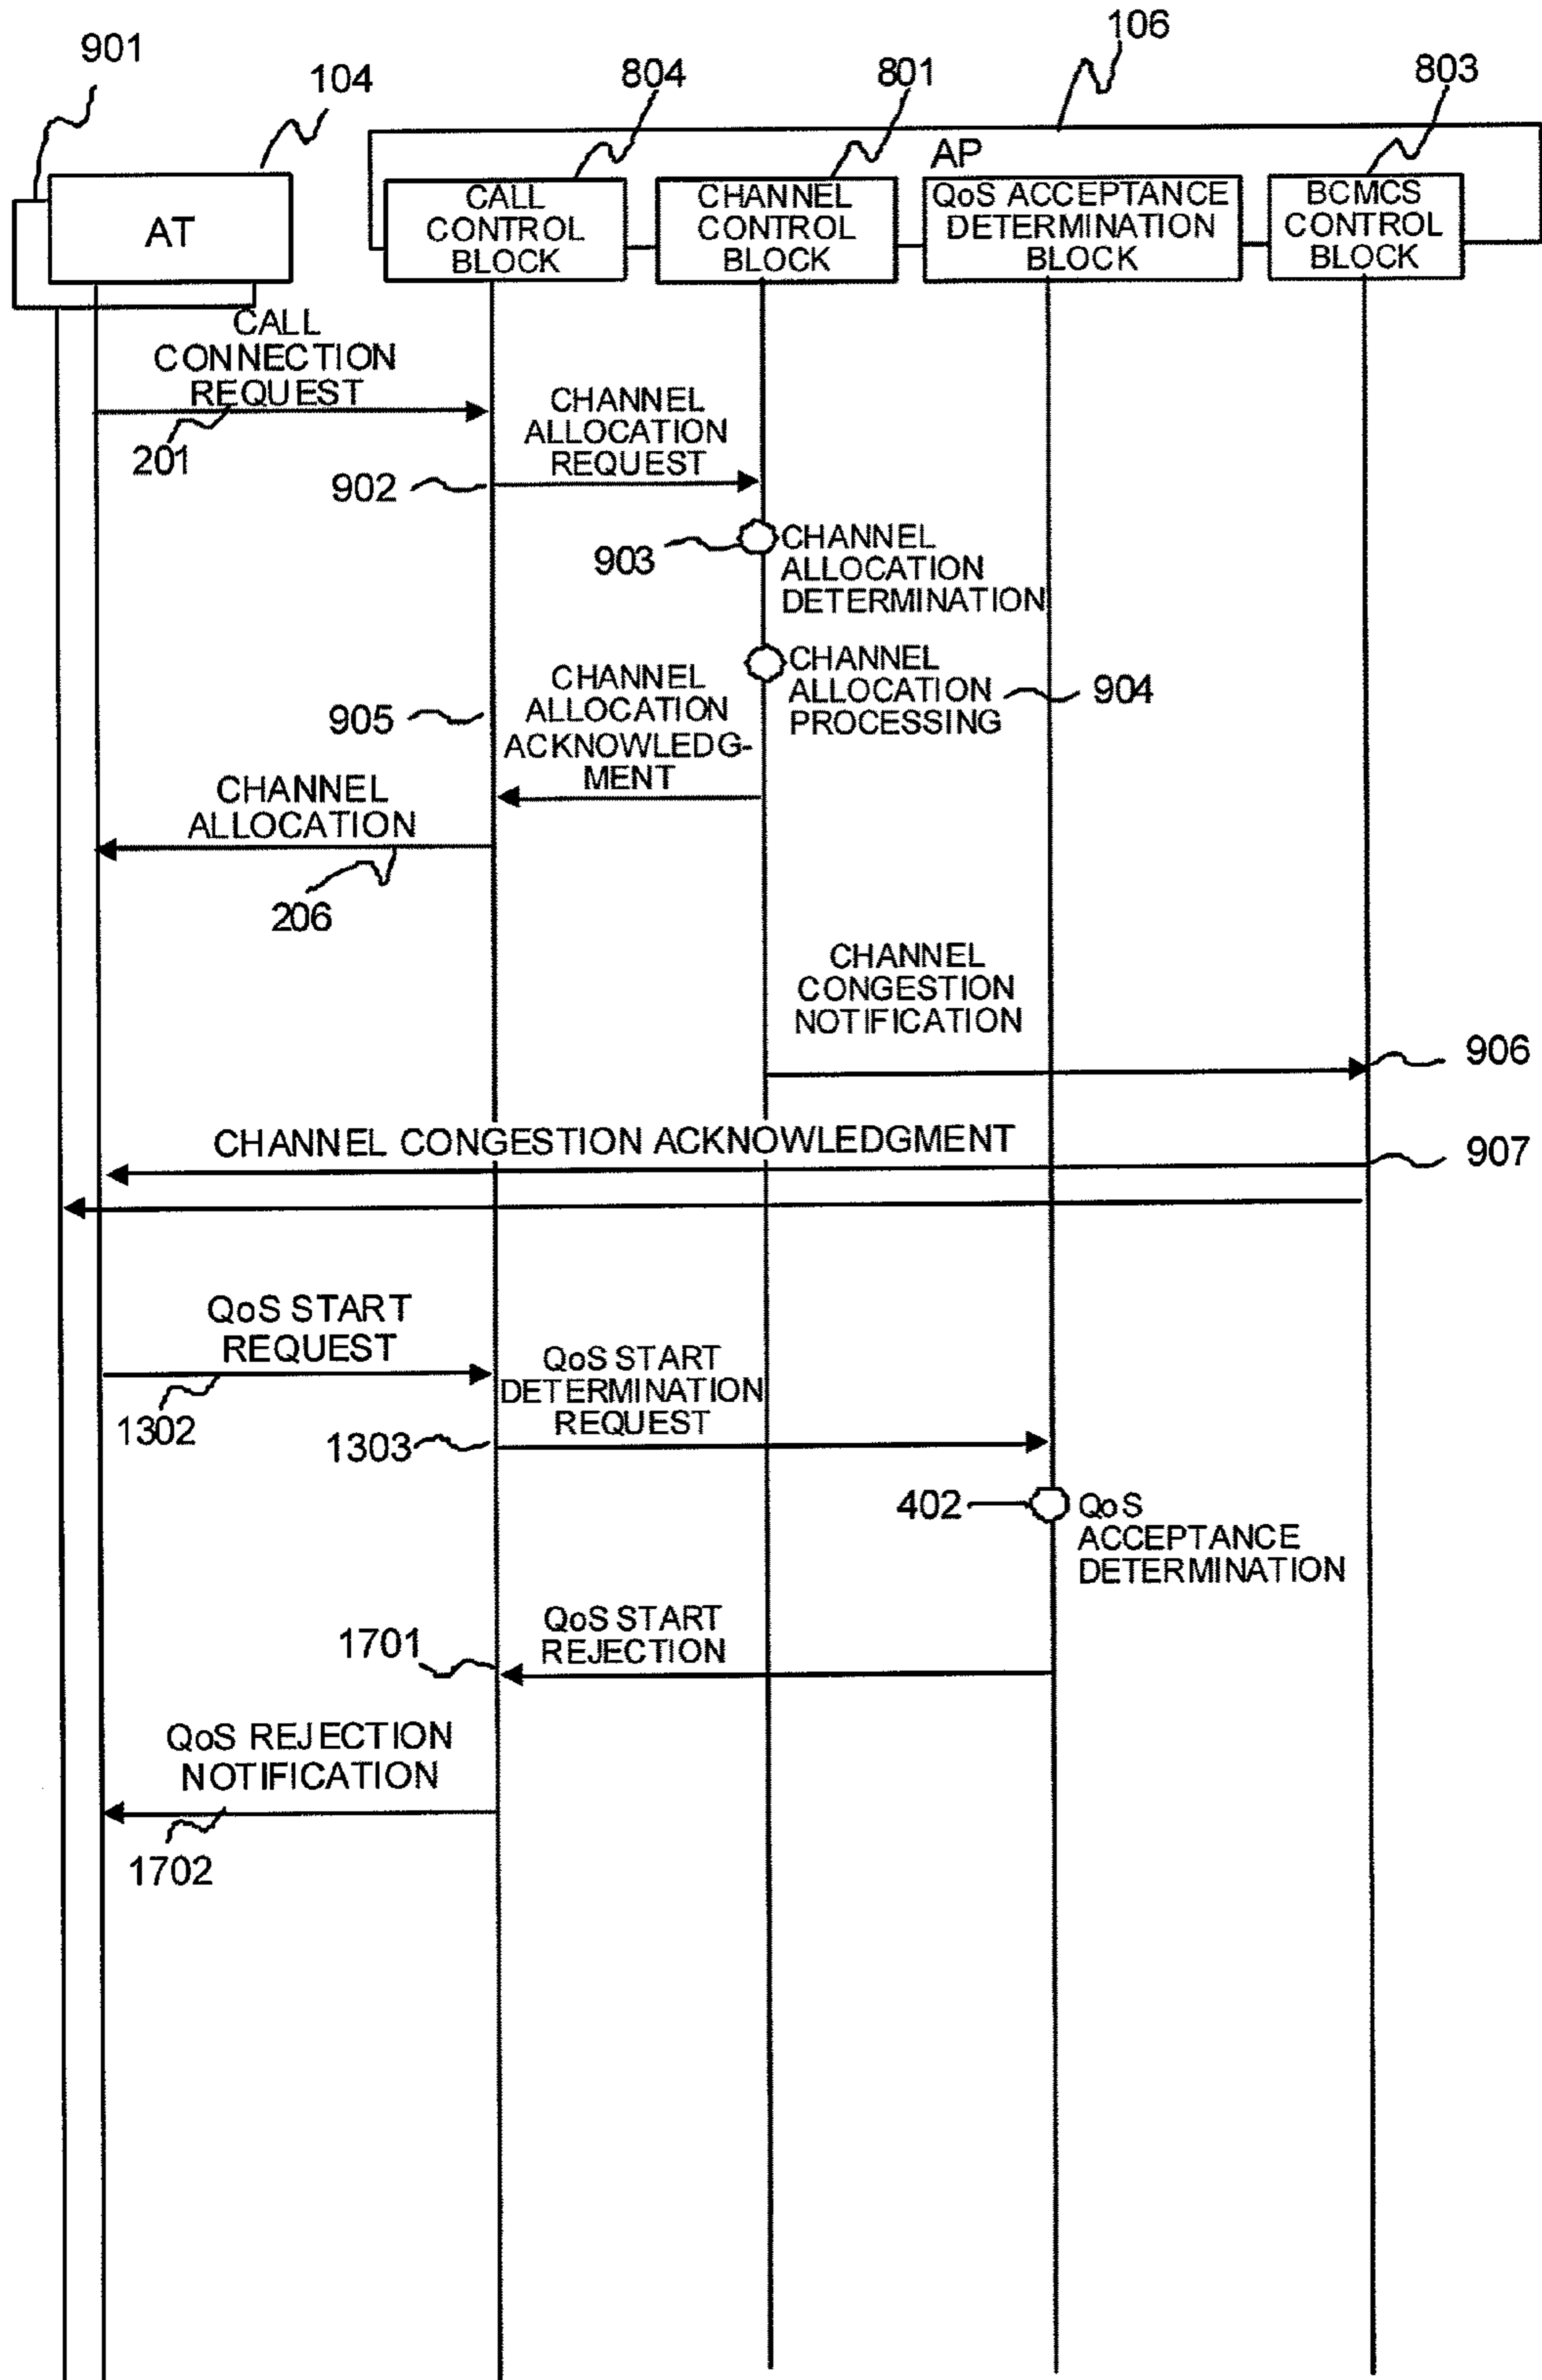 106
901
104
804
801
803
AP
AT
CALL
CONTROL
BLOCK
CHANNEL
CONTROL
BLOCK
QoS ACCEPTANCE
DETERMINATION
BLOCK
BCMCS
CONTROL
BLOCK
CALL
CONNECTION
REQUEST
201
CHANNEL
ALLOCATION
REQUEST
902
903
CHANNEL
ALLOCATION
DETERMINATION
CHANNEL
ALLOCATION
PROCESSING
904
905
CHANNEL
ALLOCATION
ACKNOWLEDG-
MENT
CHANNEL
ALLOCATION
206
CHANNEL
CONGESTION
NOTIFICATION
906
CHANNEL CONGESTION ACKNOWLEDGMENT
907
QoS START
REQUEST
1302
QoS START
DETERMINATION
REQUEST
1303
402
QoS
ACCEPTANCE
DETERMINATION
QoS START
REJECTION
1701
QoS REJECTION
NOTIFICATION
1702